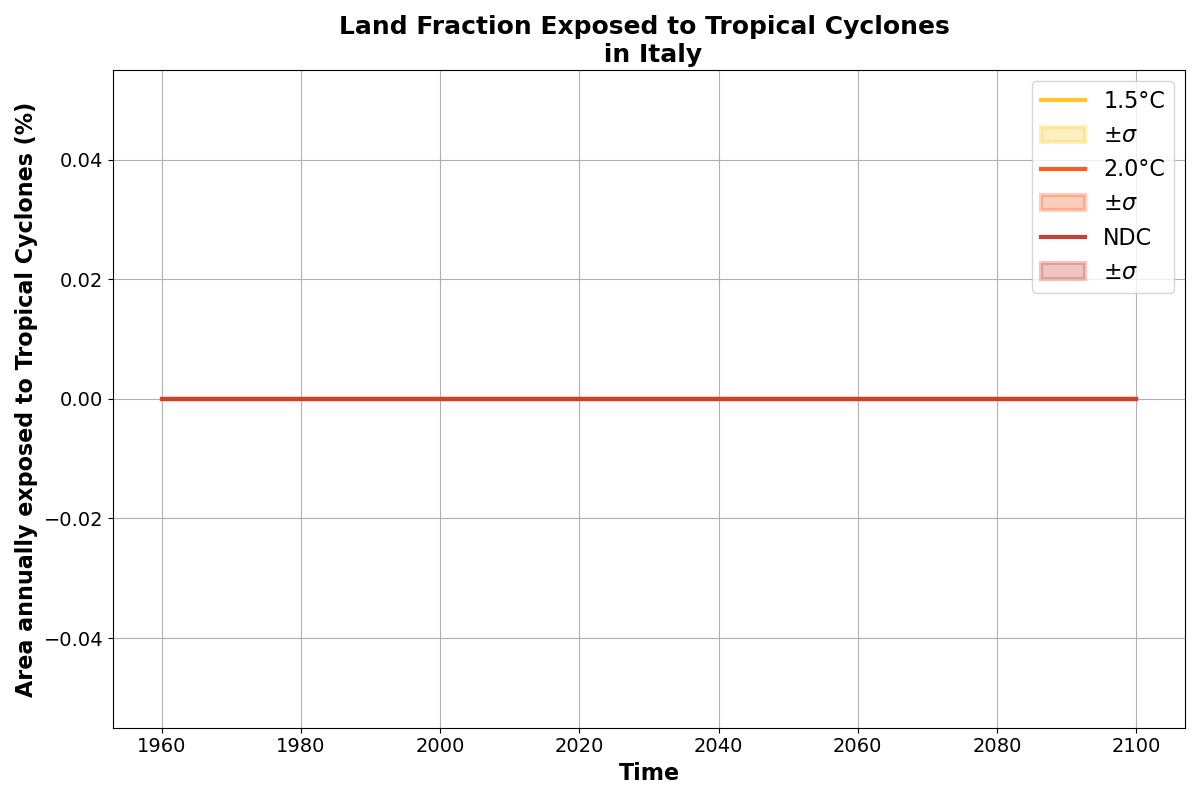 Land Fraction Exposed to Tropical Cyclones
in Italy
Area annually exposed to Tropical Cyclones (%)
0.04
0.02
0.00
−0.02
−0.04
1.5°C
±σ
2.0°C
±σ
NDC
±σ
1960 1980 2000 2020 2040 2060 2080 2100
Time